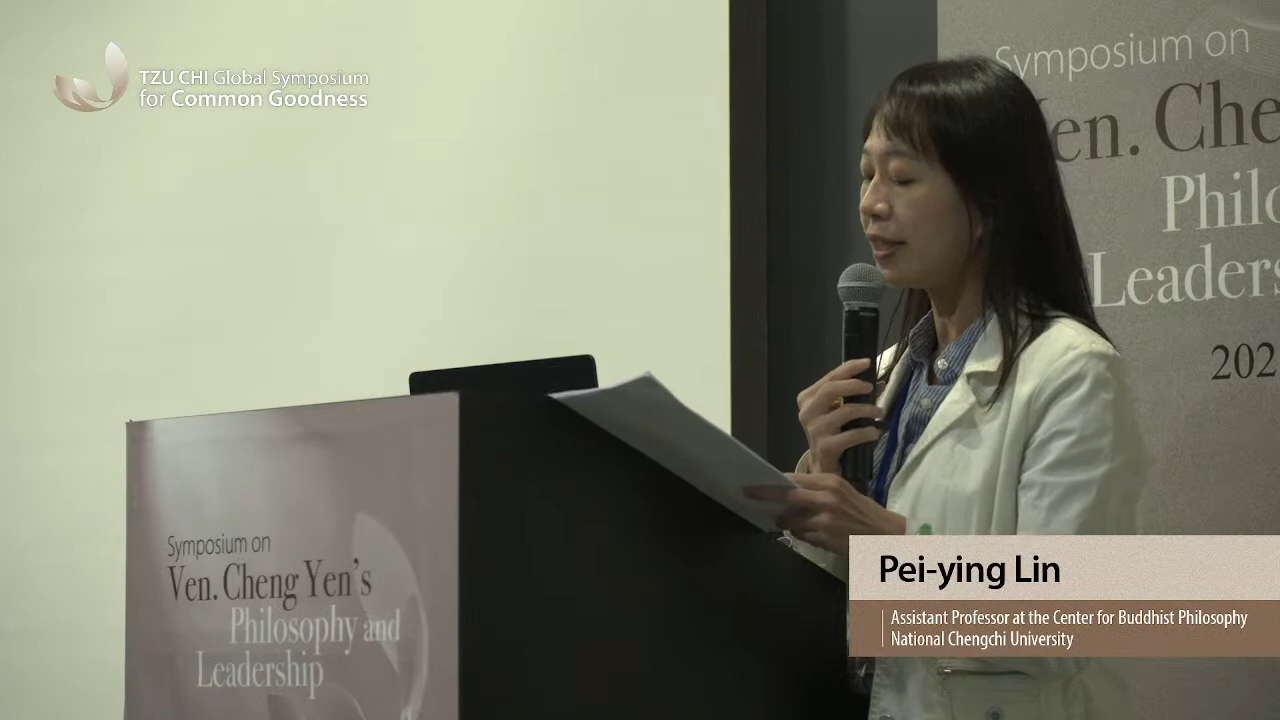 TZU CHI Global Symposium
for Common Goodness
Symposium on
Ven. Che
Philo
Leaders
202
Symposium on
Ven. Cheng Yen's
Philosophy and
Leadership
Pei-ying Lin
Assistant Professor at the Center for Buddhist Philosophy
National Chengchi University